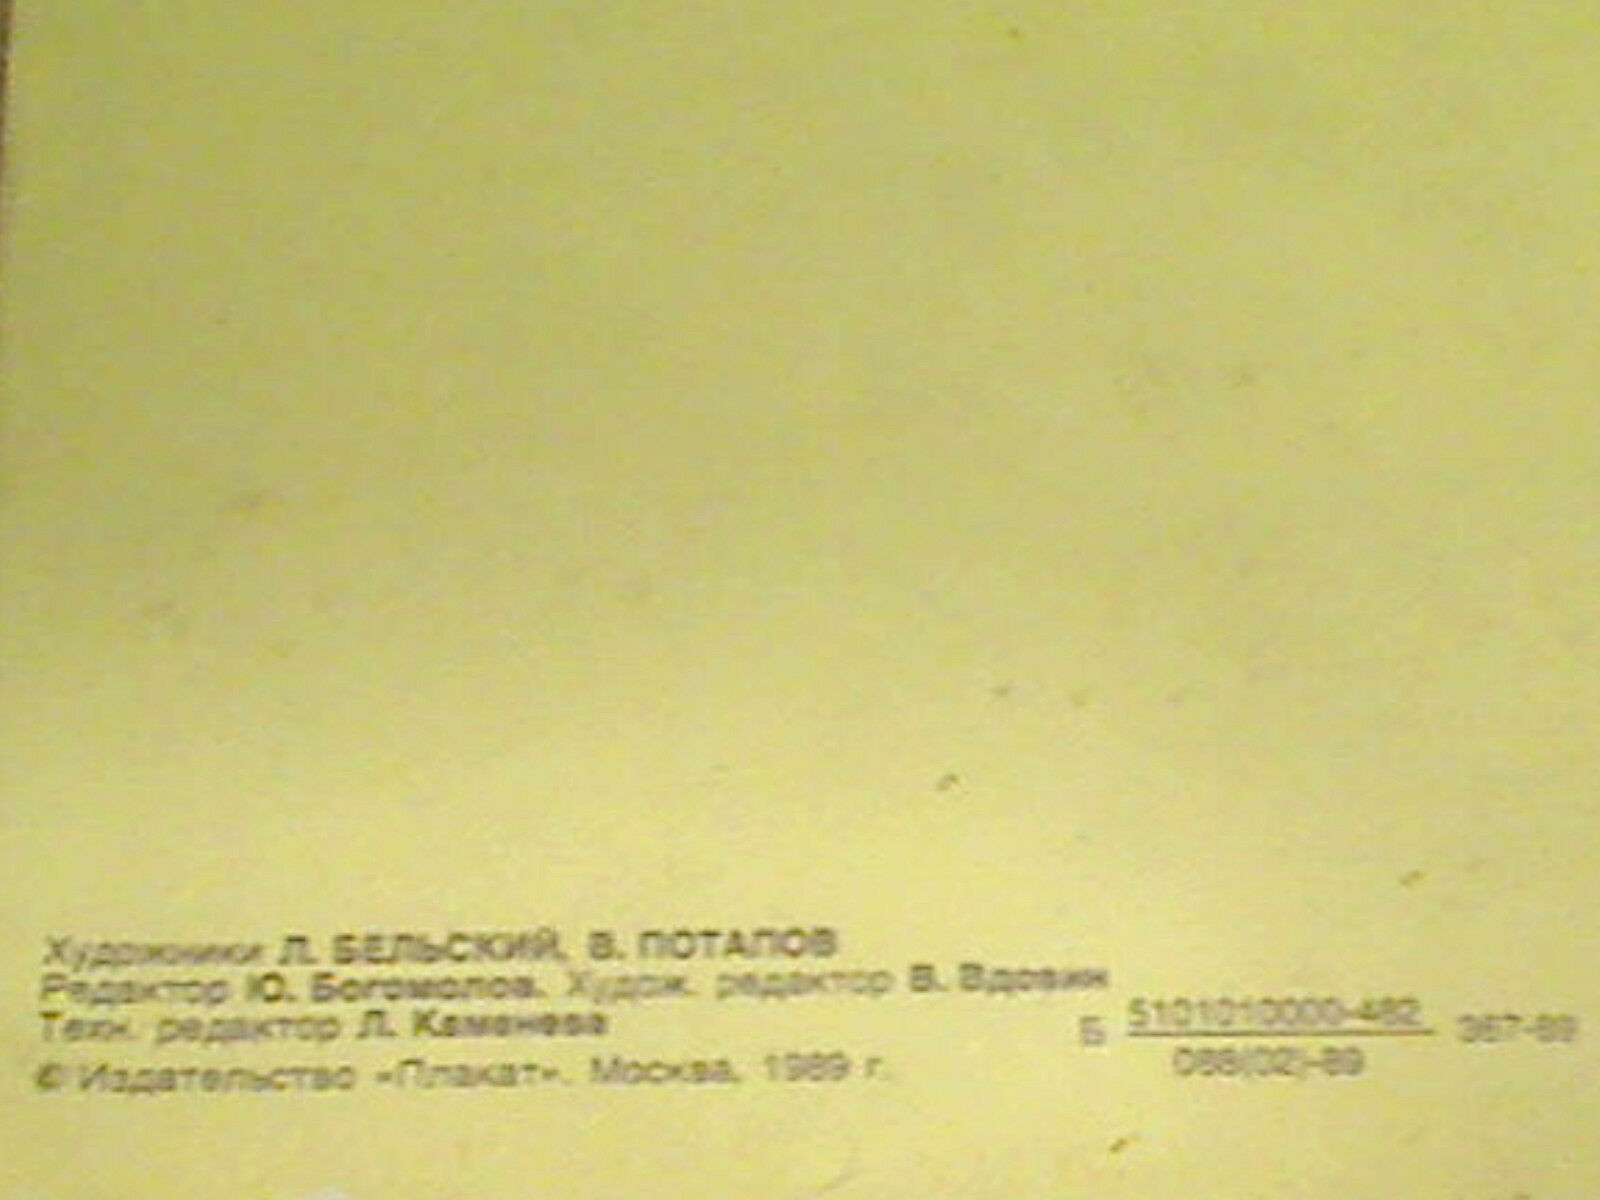 Художники Л. БЕЛЬСКИЙ, В. ПОТАПОВ
Редактор Ю. Богомолов. Худож. редактор В. Вдовин
Техн. редактор Л. Каменева
© Издательство «Плакат». Москва, 1989 г.
Б 5101010000-482
088(02)-89
367-89